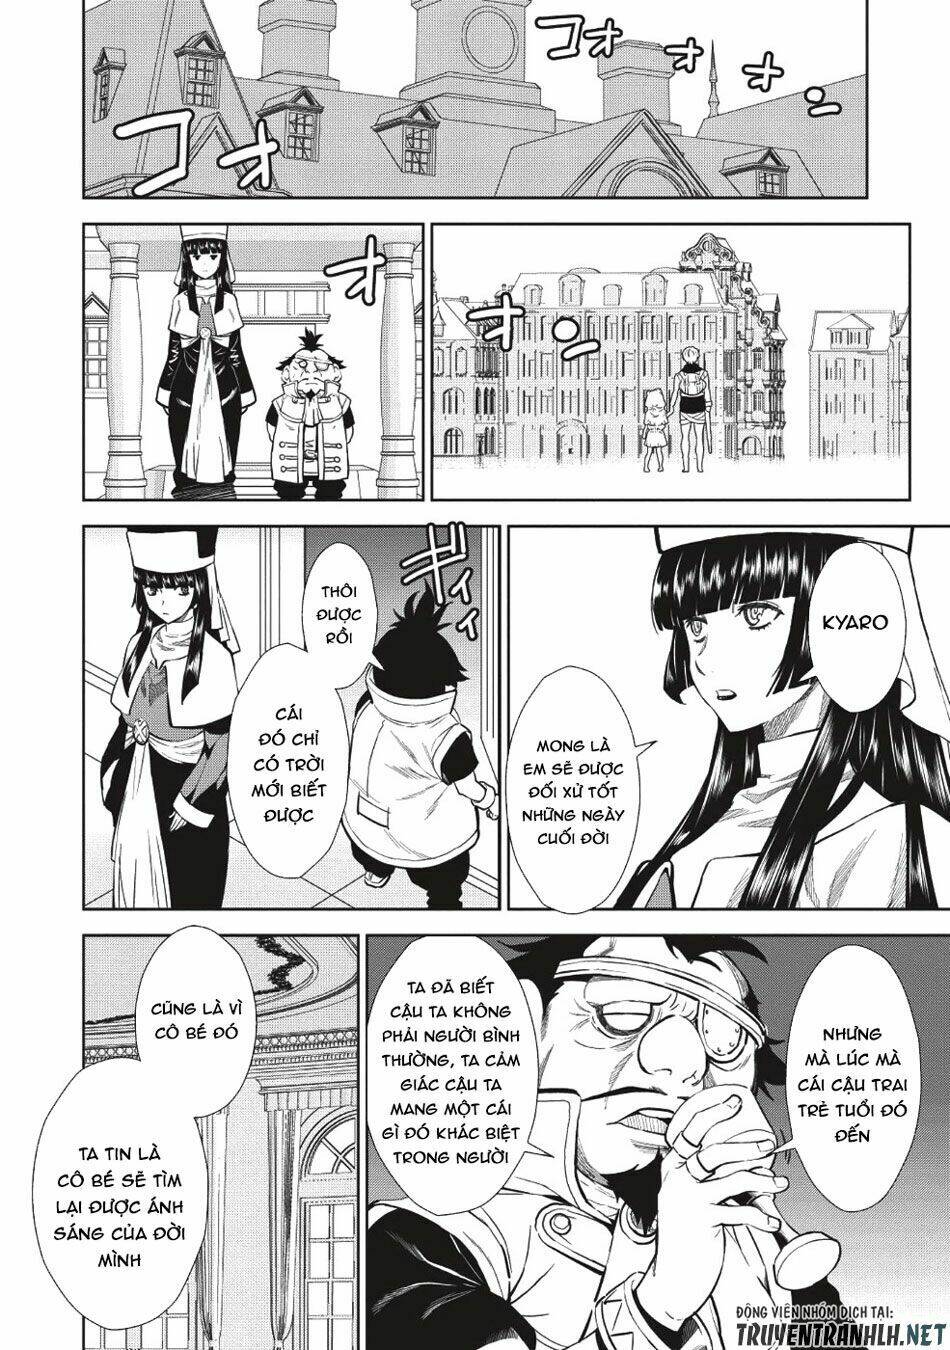 コォォオン
コォ
オ
オン
KYARO
MONG LÀ
EM SẼ ĐƯỢC
ĐỐI XỬ TỐT
NHỮNG NGÀY
CUỐI ĐỜI
ギィィ
THÔI
ĐƯỢC
RỒI
CÁI
ĐÓ CHỈ
CÓ TRỜI
MỚI BIẾT
ĐƯỢC
NHƯNG
MÀ LÚC MÀ
CÁI CẬU TRAI
TRẺ TUỔI ĐÓ
ĐẾN
TA ĐÃ BIẾT
CẬU TA KHÔNG
PHẢI NGƯỜI BÌNH
THƯỜNG, TA CẢM
GIÁC CẬU TA
MANG MỘT CÁI
GÌ ĐÓ KHÁC BIỆT
TRONG NGƯỜI
CŨNG LÀ VÌ
CÔ BÉ ĐÓ
TA TIN LÀ
CÔ BÉ SẼ TÌM
LẠI ĐƯỢC ÁNH
SÁNG CỦA ĐỜI
MÌNH
ĐỘNG VIÊN NHÓM DỊCH TẠI:
TRUYENTRANHLH.NET